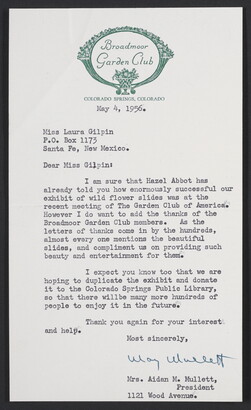 Broadmoor
Garden Club
COLORADO SPRINGS, COLORADO
May 4, 1956.
Miss Laura Gilpin
P.O. Box 1173
Santa Fe, New Mexico.
Dear Miss Gilpin:
I am sure that Hazel Abbot has
already told you how enormously successful our
exhibit of wild flower slides was at the
recent meeting of The Garden Club of America.
However I do want to add the thanks of the
Broadmoor Garden Club members. As the
letters of thanks come in by the hundreds,
almost every one mentions the beautiful
slides, and compliment us on providing such
beauty and entertainment for them.
I expect you know too that we are
hoping to duplicate the exhibit and donate
it to the Colorado Springs Public Library,
so that there willbe many more hundreds of
people to enjoy it in the future.
Thank you again for your interest
and help.
Most sincerely,
May Mullett
Mrs. Aidan M. Mullett,
President
1121 Wood Avenue.